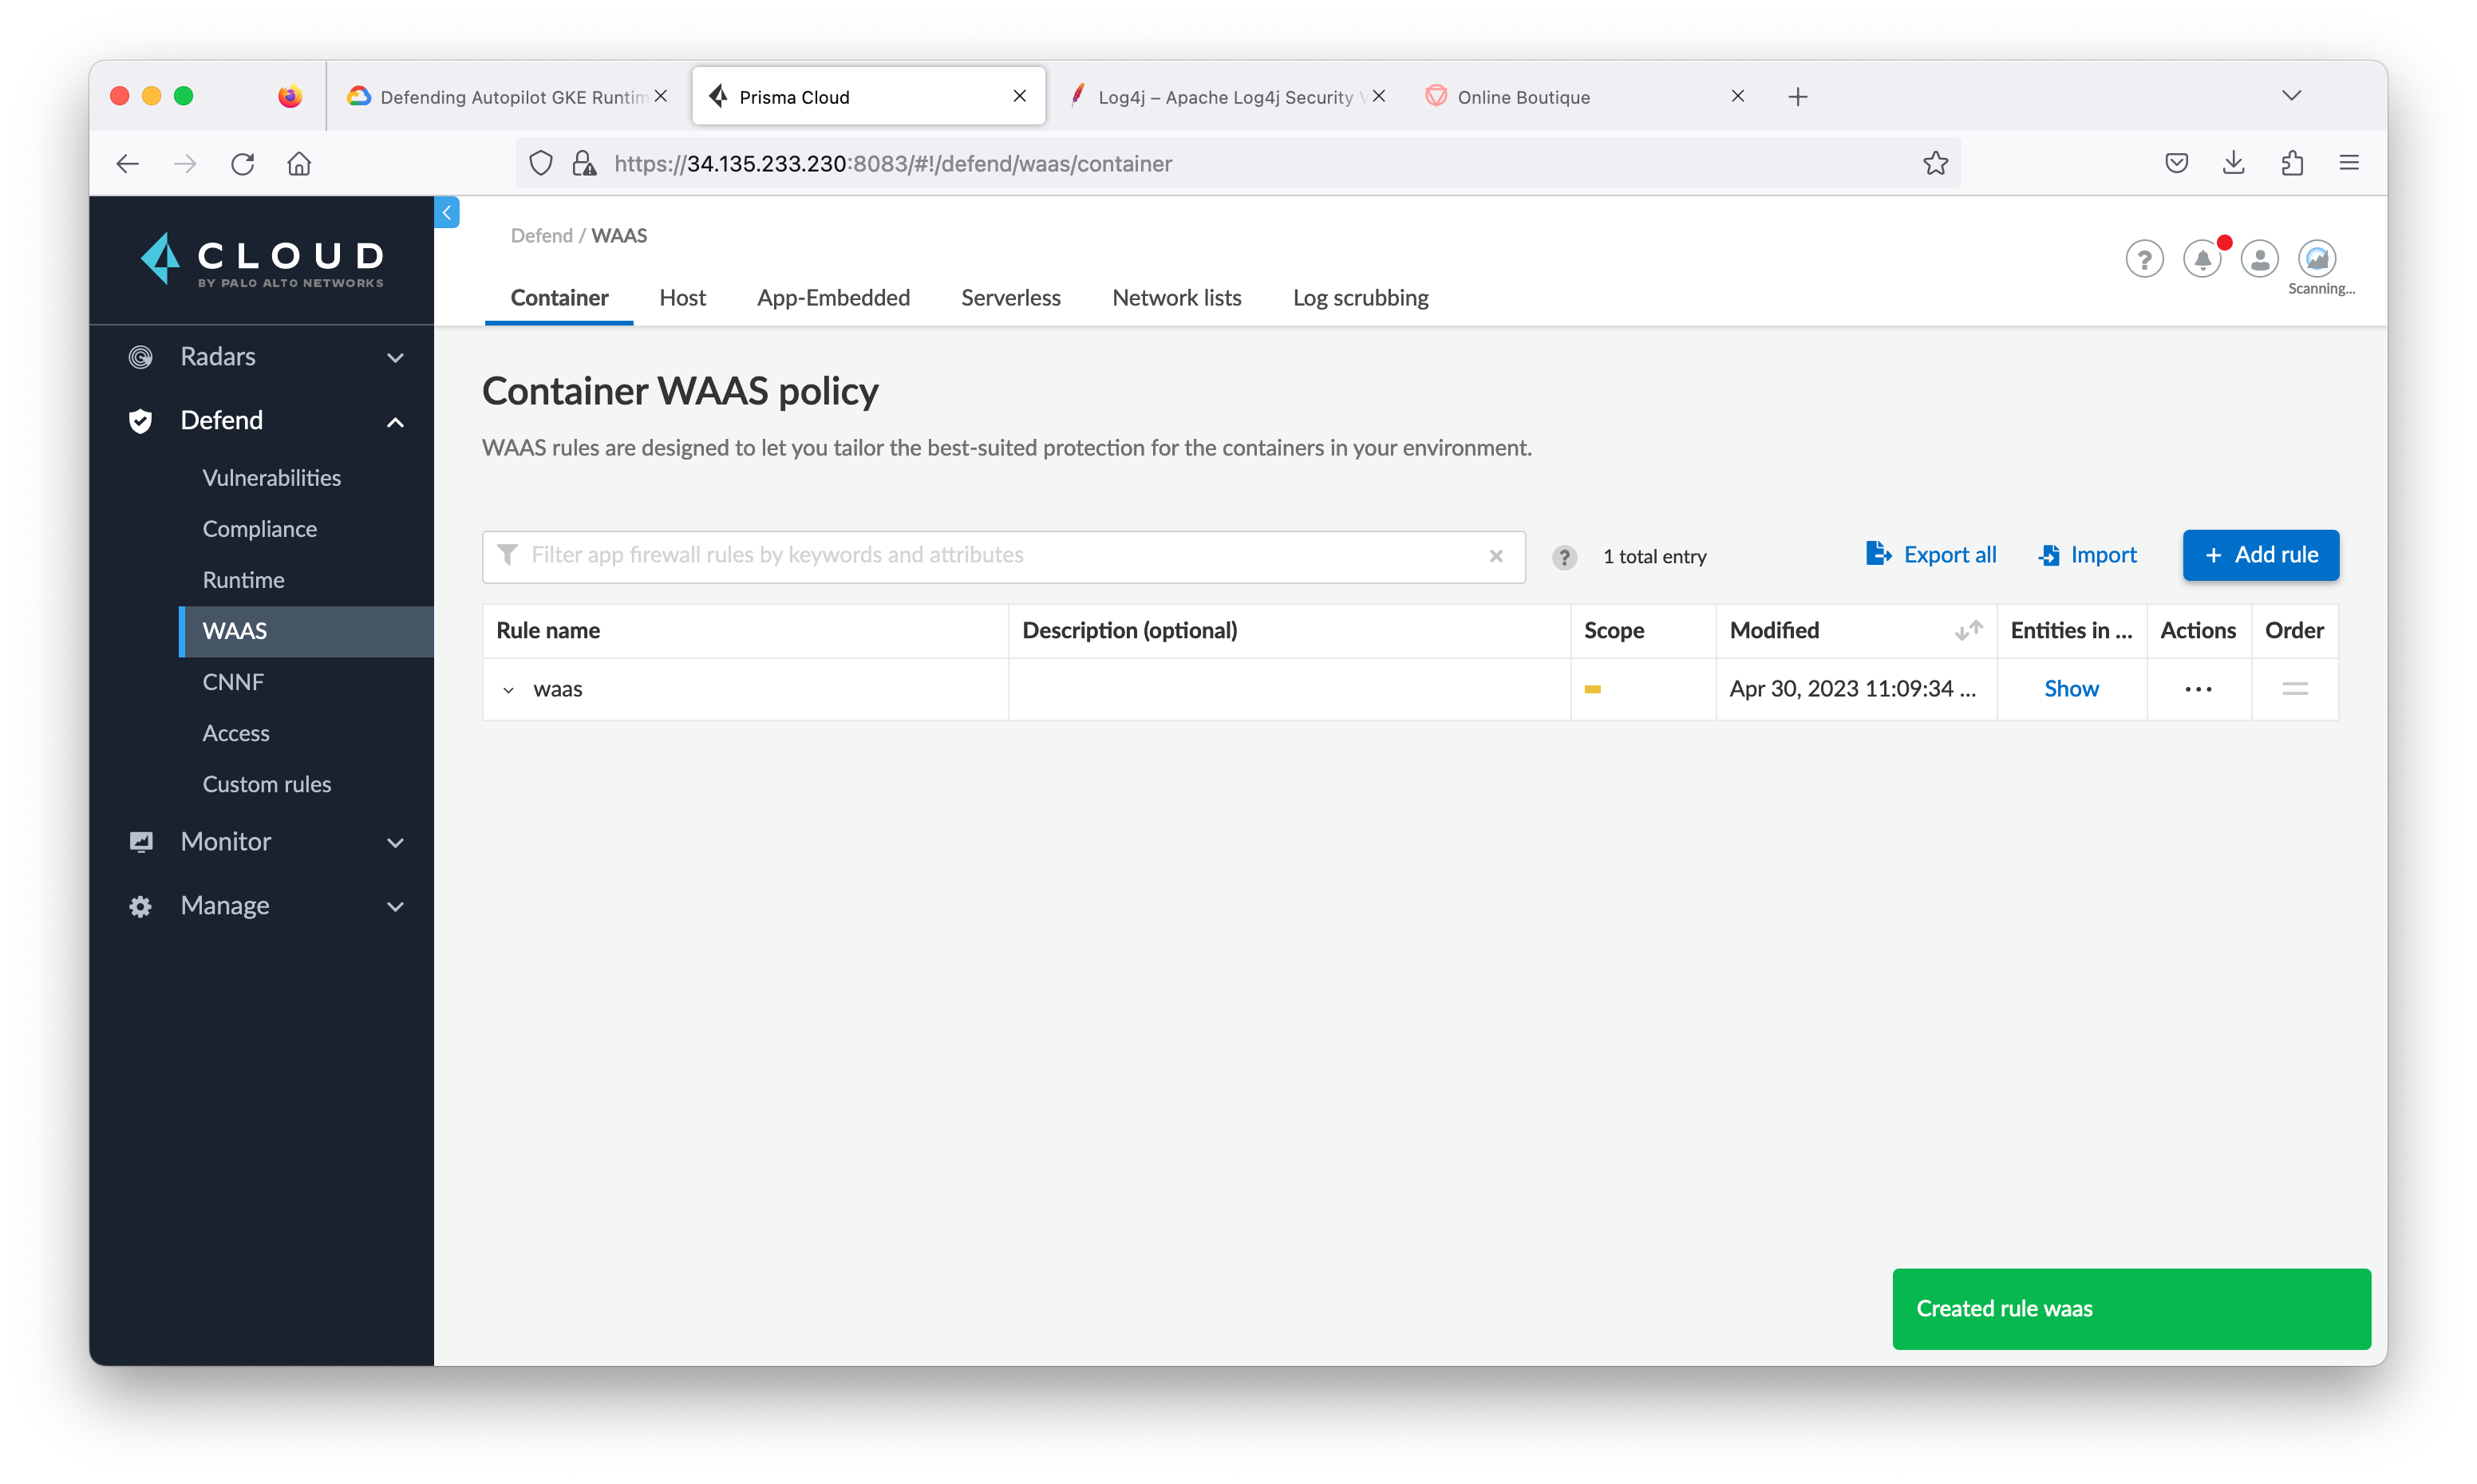 Defending Autopilot GKE Runtim
Prisma Cloud
Log4j – Apache Log4j Security V
Online Boutique
https://34.135.233.230:8083/#!/defend/waas/container
CLOUD
BY PALO ALTO NETWORKS
Radars
Defend
Vulnerabilities
Compliance
Runtime
WAAS
CNNF
Access
Custom rules
Monitor
Manage
Defend / WAAS
Scanning...
Container Host App-Embedded Serverless Network lists Log scrubbing
Container WAAS policy
WAAS rules are designed to let you tailor the best-suited protection for the containers in your environment.
Filter app firewall rules by keywords and attributes
? 1 total entry Export all Import + Add rule
Rule name Description (optional) Scope Modified Entities in ... Actions Order
waas Apr 30, 2023 11:09:34 ... Show ...
Created rule waas